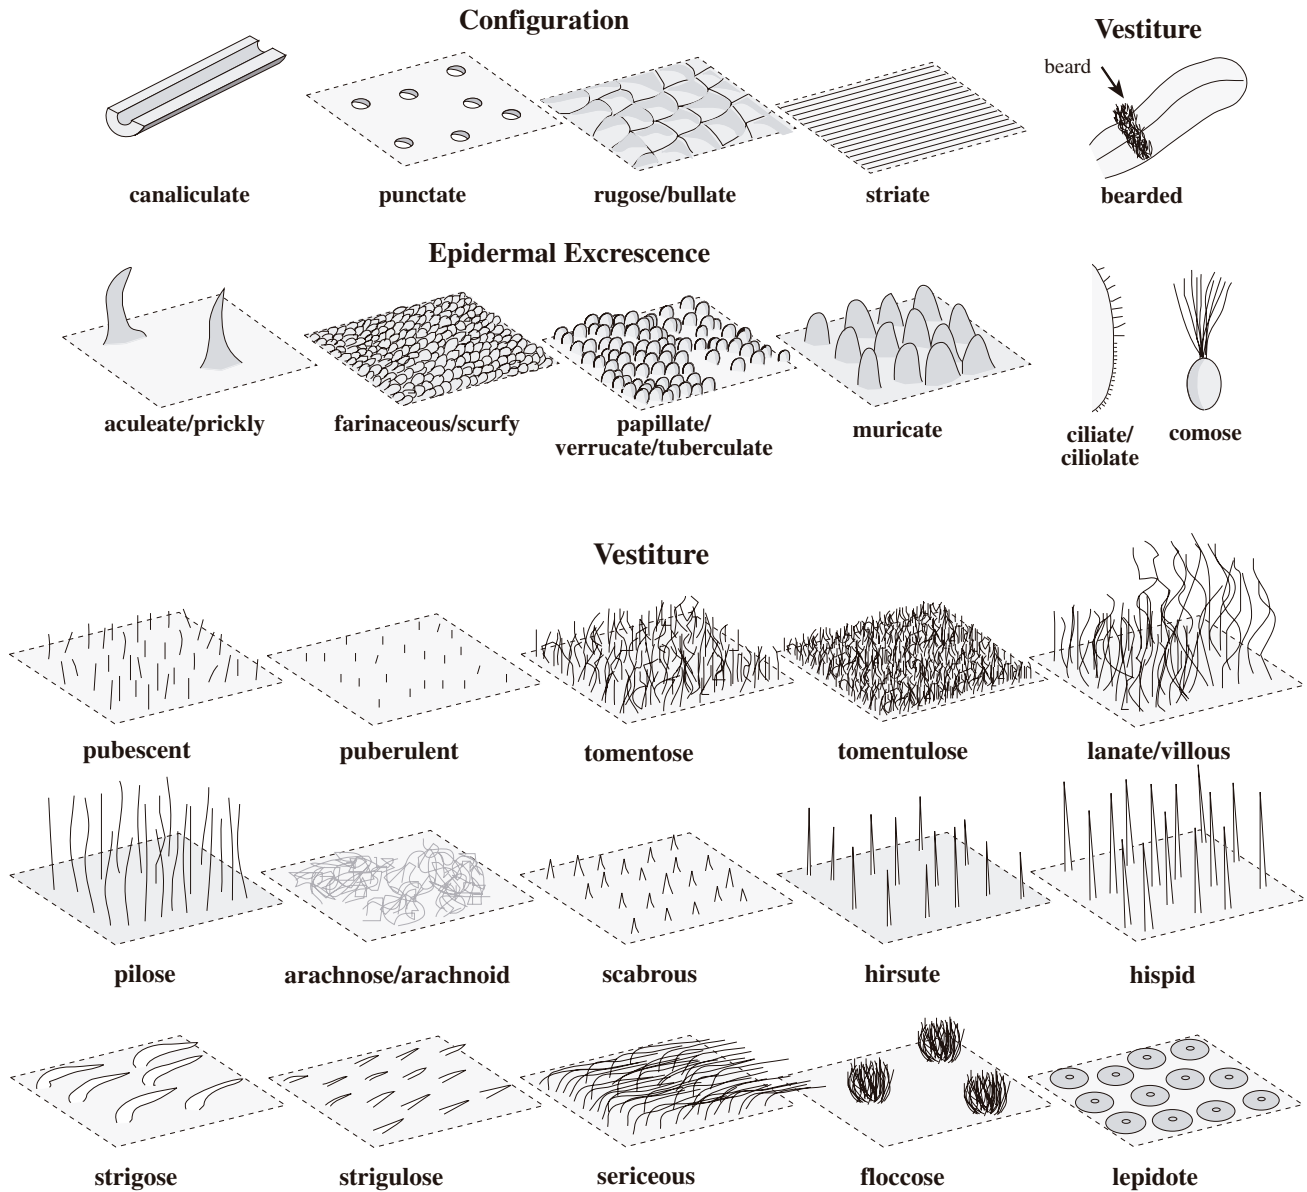 Configuration
Vestiture
beard
canaliculate
punctate
rugose/bullate
striate
bearded
Epidermal Excrescence
aculeate/prickly
farinaceous/scurfy
papillate/
verrucate/tuberculate
muricate
ciliate/
ciliolate
comose
Vestiture
pubescent
puberulent
tomentose
tomentulose
lanate/villous
pilose
arachnose/arachnoid
scabrous
hirsute
hispid
strigose
strigulose
sericeous
floccose
lepidote